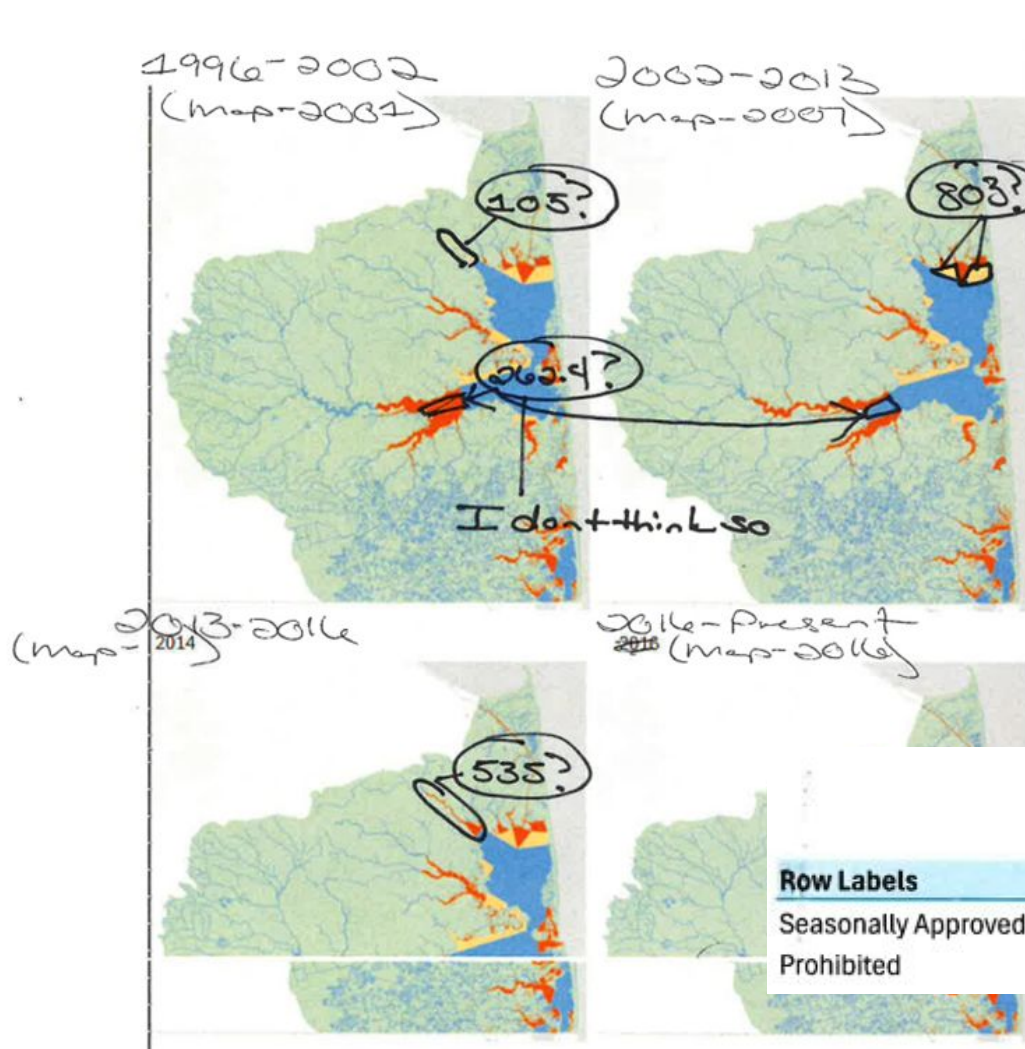 1996-2002
(map-2001)
2002-2013
(map-2007)
105?
803?
262.4?
I dont think so
2013-2016
(map-2014)
2016-Present
2016 (map-2016)
535?
Row Labels
Seasonally Approved
Prohibited